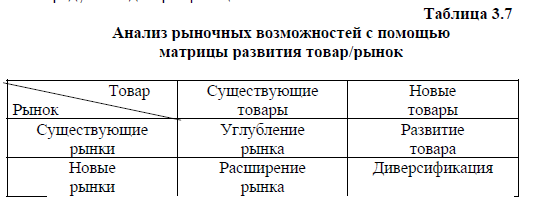 Таблица 3.7
Анализ рыночных возможностей с помощью
матрицы развития товар/рынок
Товар
Рынок
Существующие
товары
Новые
товары
Существующие
рынки
Углубление
рынка
Развитие
товара
Новые
рынки
Расширение
рынка
Диверсификация